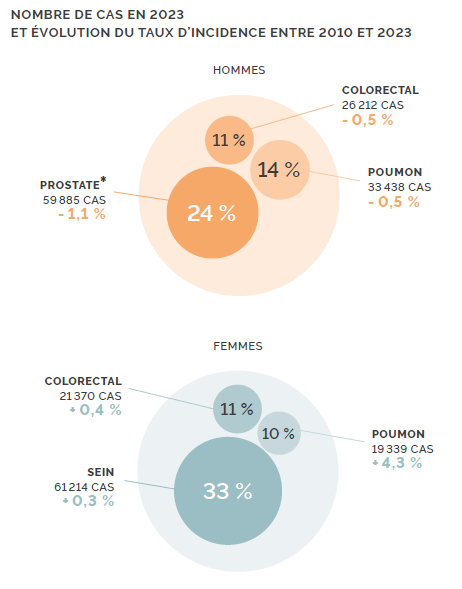 NOMBRE DE CAS EN 2023
ET ÉVOLUTION DU TAUX D'INCIDENCE ENTRE 2010 ET 2023
HOMMES
COLORECTAL
26 212 CAS
- 0,5 %
11 %
14 %
POUMON
33 438 CAS
- 0,5 %
PROSTATE*
59 885 CAS
- 1,1 %
24 %
FEMMES
COLORECTAL
21 370 CAS
+ 0,4 %
11 %
10 %
POUMON
19 339 CAS
+ 4,3 %
SEIN
61 214 CAS
+ 0,3 %
33 %